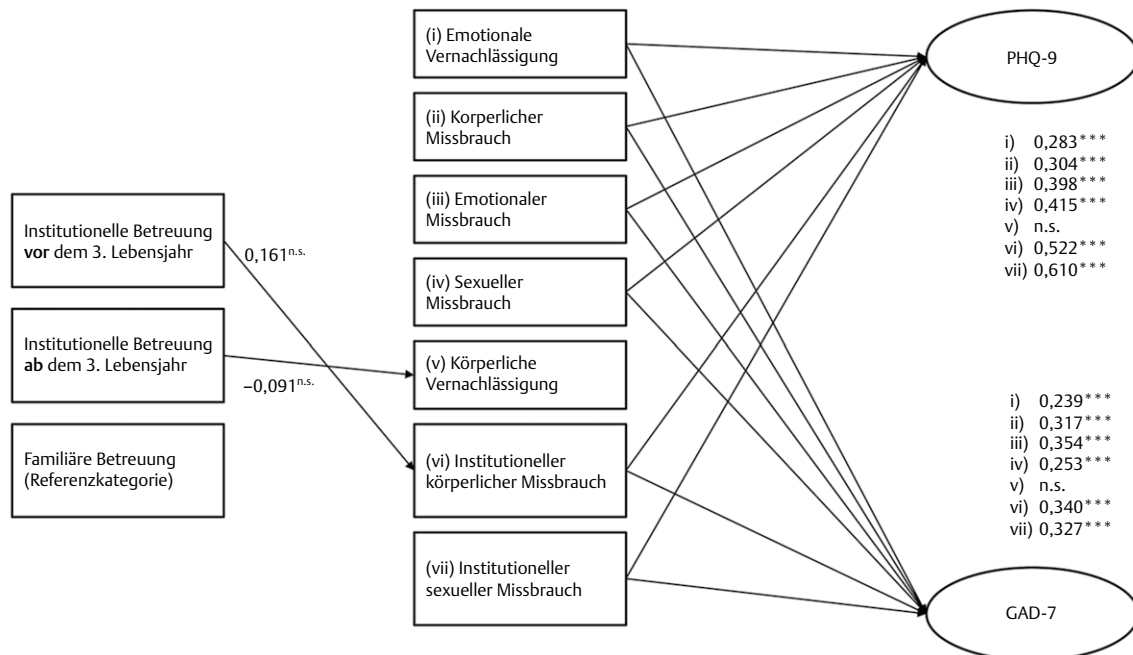 Institutionelle Betreuung
vor dem 3. Lebensjahr
Institutionelle Betreuung
ab dem 3. Lebensjahr
Familiäre Betreuung
(Referenzkategorie)
0,161n.s.
−0,091n.s.
(i) Emotionale
Vernachlässigung
(ii) Korperlicher
Missbrauch
(iii) Emotionaler
Missbrauch
(iv) Sexueller
Missbrauch
(v) Körperliche
Vernachlässigung
(vi) Institutioneller
körperlicher Missbrauch
(vii) Institutioneller
sexueller Missbrauch
PHQ-9
i) 0,283***
ii) 0,304***
iii) 0,398***
iv) 0,415***
v) n.s.
vi) 0,522***
vii) 0,610***
i) 0,239***
ii) 0,317***
iii) 0,354***
iv) 0,253***
v) n.s.
vi) 0,340***
vii) 0,327***
GAD-7